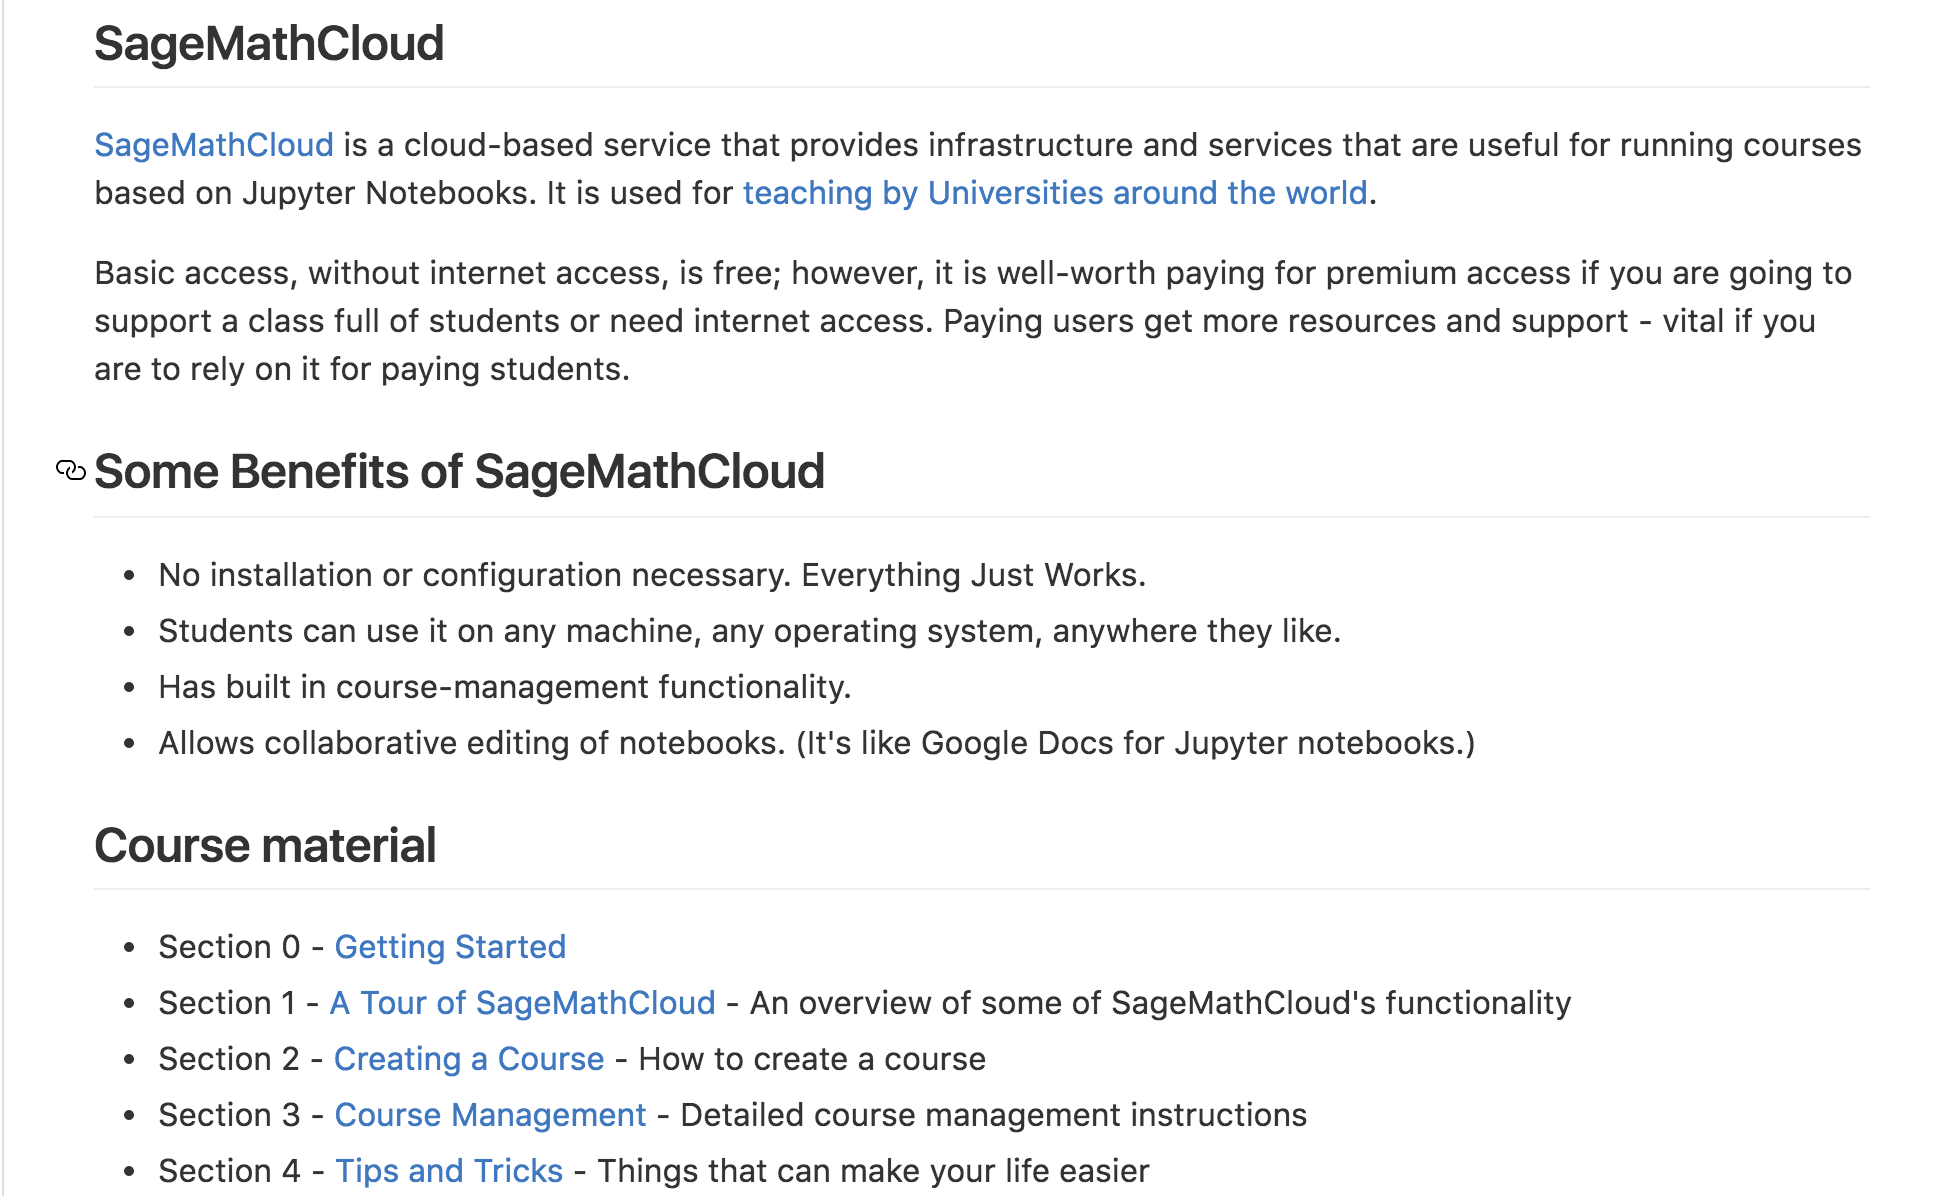 SageMathCloud
SageMathCloud is a cloud-based service that provides infrastructure and services that are useful for running courses
based on Jupyter Notebooks. It is used for teaching by Universities around the world.
Basic access, without internet access, is free; however, it is well-worth paying for premium access if you are going to
support a class full of students or need internet access. Paying users get more resources and support - vital if you
are to rely on it for paying students.
Some Benefits of SageMathCloud
• No installation or configuration necessary. Everything Just Works.
• Students can use it on any machine, any operating system, anywhere they like.
• Has built in course-management functionality.
• Allows collaborative editing of notebooks. (It's like Google Docs for Jupyter notebooks.)
Course material
• Section 0 - Getting Started
• Section 1 - A Tour of SageMathCloud - An overview of some of SageMathCloud's functionality
• Section 2 - Creating a Course - How to create a course
• Section 3 - Course Management - Detailed course management instructions
• Section 4 - Tips and Tricks - Things that can make your life easier